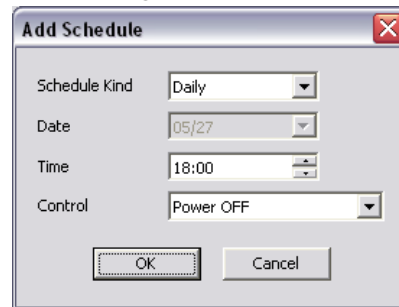 Add Schedule
Schedule Kind Daily
Date 05/27
Time 18:00
Control Power OFF
OK Cancel